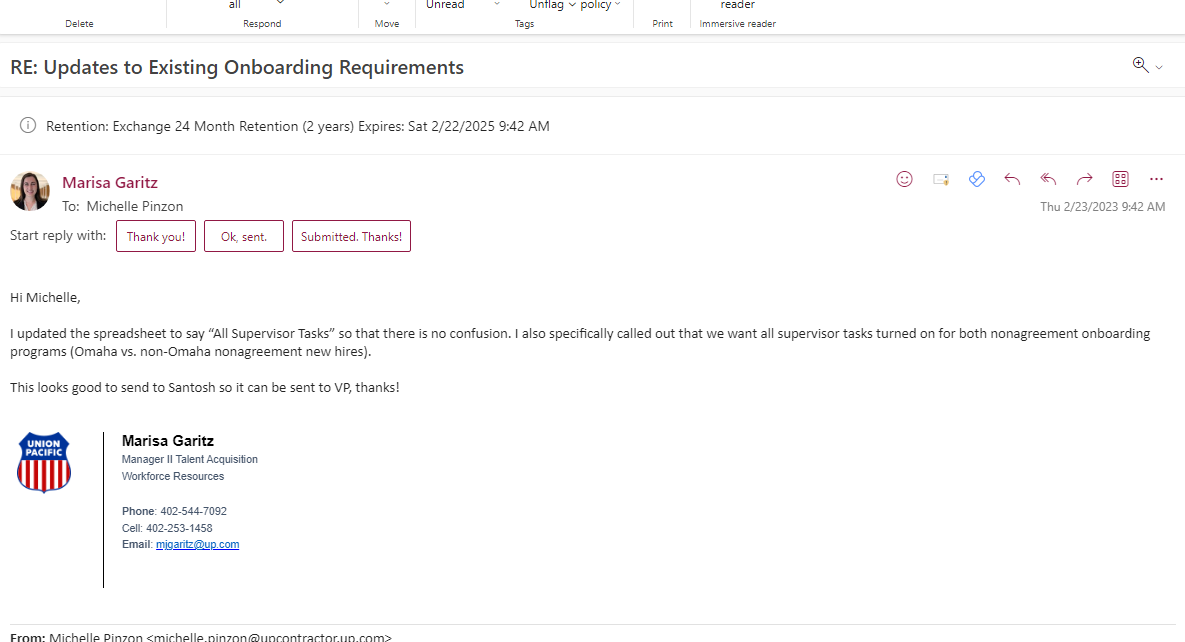 all Unread Unflag policy reader
Delete Respond Move Tags Print Immersive reader
RE: Updates to Existing Onboarding Requirements
Retention: Exchange 24 Month Retention (2 years) Expires: Sat 2/22/2025 9:42 AM
Marisa Garitz
To: Michelle Pinzon
Thu 2/23/2023 9:42 AM
Start reply with: Thank you! Ok, sent. Submitted. Thanks!
Hi Michelle,
I updated the spreadsheet to say “All Supervisor Tasks” so that there is no confusion. I also specifically called out that we want all supervisor tasks turned on for both nonagreement onboarding
programs (Omaha vs. non-Omaha nonagreement new hires).
This looks good to send to Santosh so it can be sent to VP, thanks!
UNION
PACIFIC
Marisa Garitz
Manager II Talent Acquisition
Workforce Resources
Phone: 402-544-7092
Cell: 402-253-1458
Email: mjgaritz@up.com
From: Michelle Pinzon <michelle.pinzon@upcontractor.up.com>